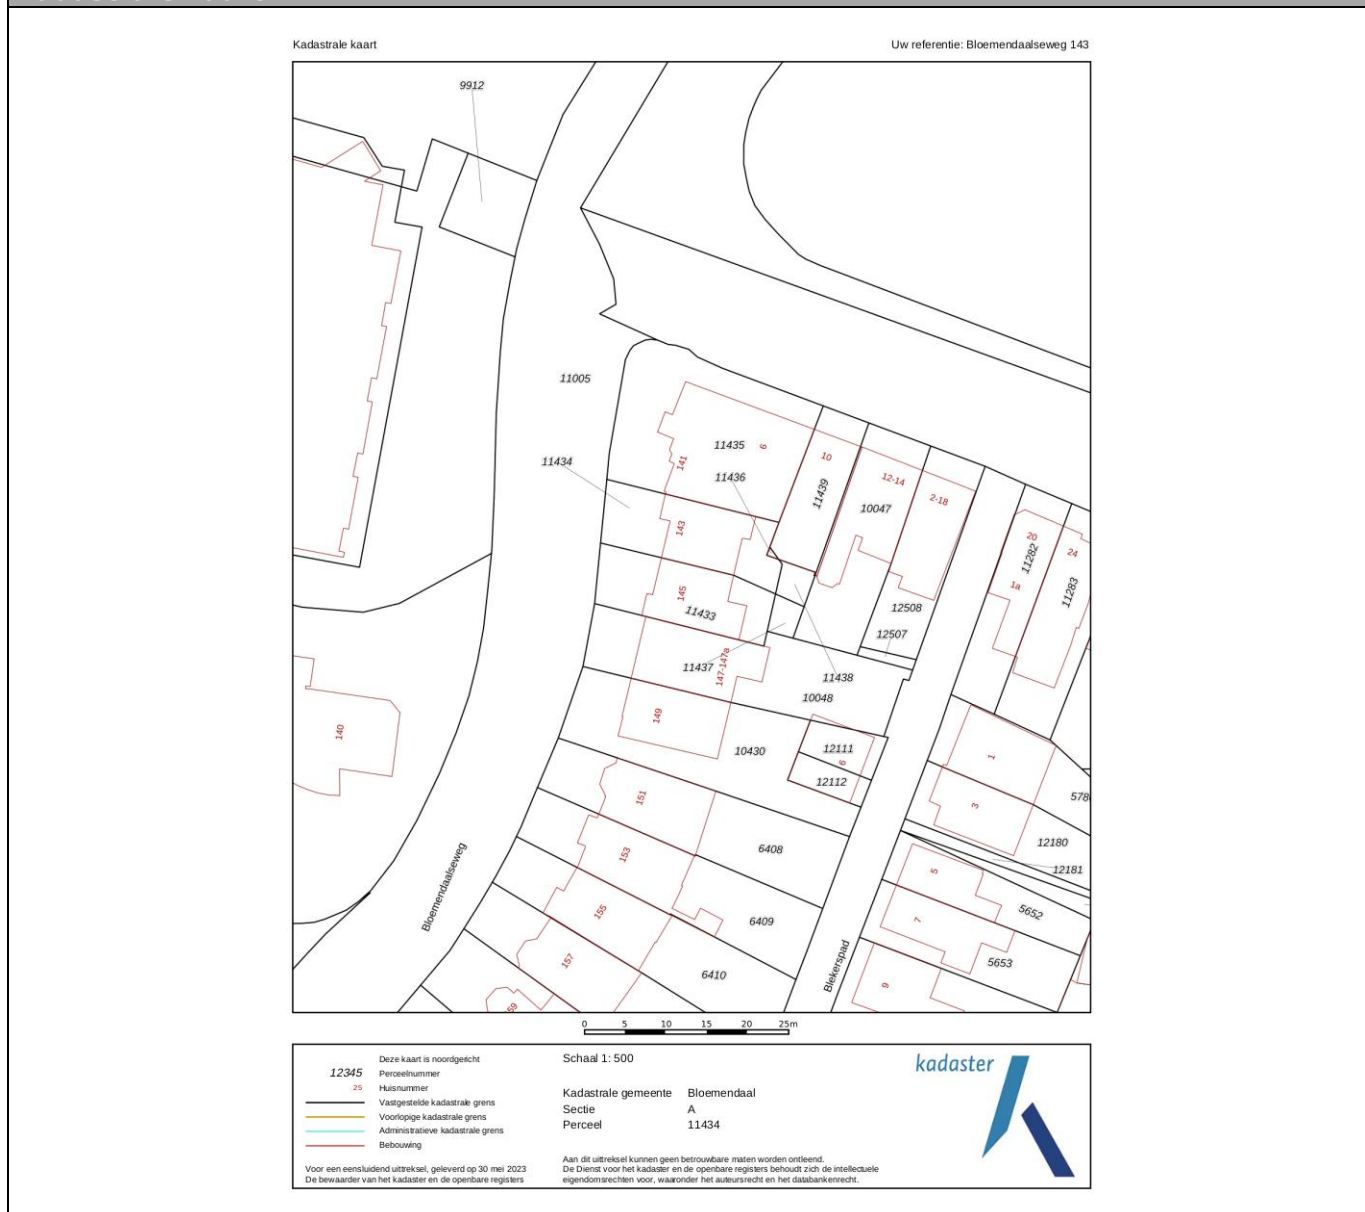 Kadastrale kaart
Uw referentie: Bloemendaalseweg 143
9912
11005
11434
11435
6
141
11436
10
11439
12-14
10047
2-18
143
145
11433
20
11282
1a
24
11283
12508
12507
11437
147-147a
11438
10048
149
140
10430
12111
6
12112
1
3
578
12180
12181
151
6408
153
6409
155
6410
157
59
5
5652
7
5653
9
Bloemendaalseweg
Blekerspad
0 5 10 15 20 25m
Deze kaart is noordgericht
12345 Perceelnummer
25 Huisnummer
Vastgestelde kadastrale grens
Voorlopige kadastrale grens
Administratieve kadastrale grens
Bebouwing
Voor een eensluidend uittreksel, geleverd op 30 mei 2023
De bewaarder van het kadaster en de openbare registers
Schaal 1: 500
Kadastrale gemeente Bloemendaal
Sectie A
Perceel 11434
Aan dit uittreksel kunnen geen betrouwbare maten worden ontleend.
De Dienst voor het kadaster en de openbare registers behoudt zich de intellectuele
eigendomsrechten voor, waaronder het auteursrecht en het databankenrecht.
kadaster